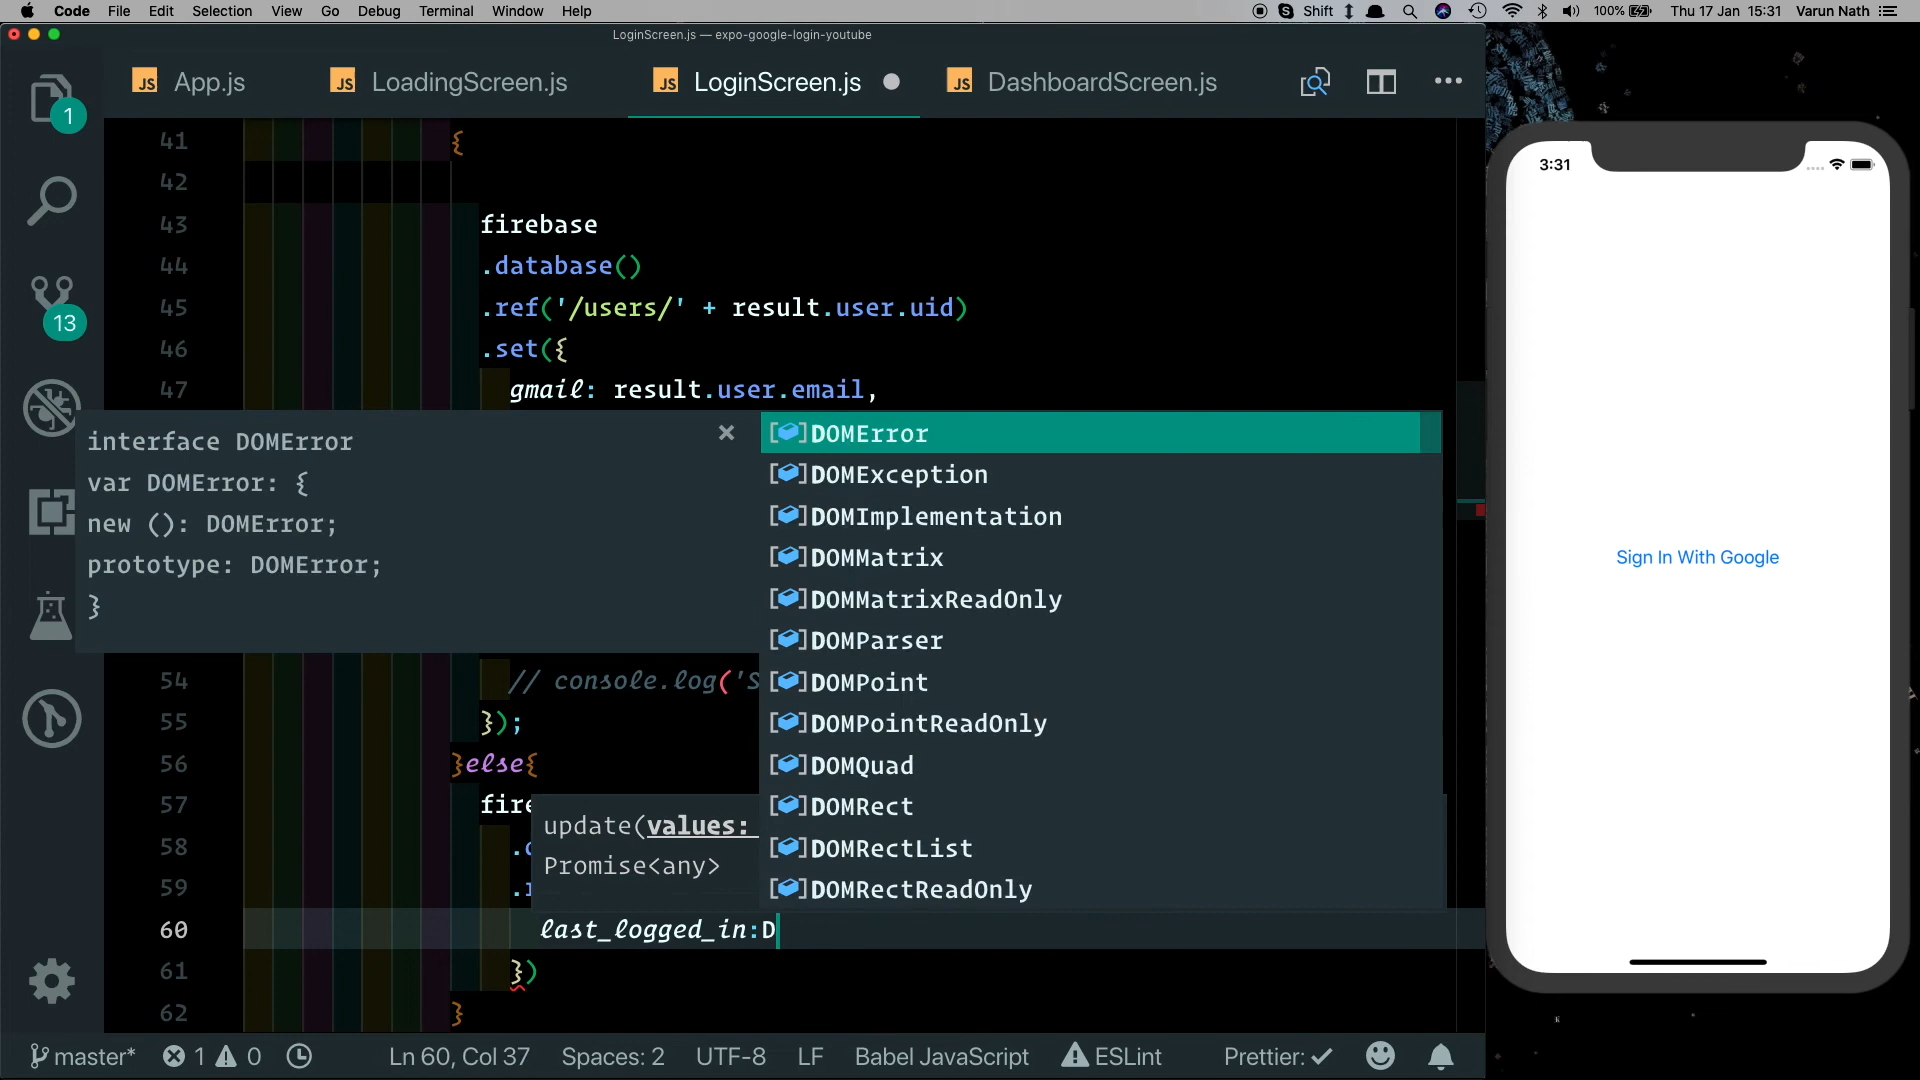 Code File Edit Selection View Go Debug Terminal Window Help Shift 100% Thu 17 Jan 15:31 Varun Nath
LoginScreen.js — expo-google-login-youtube
JS App.js JS LoadingScreen.js JS LoginScreen.js JS DashboardScreen.js
1
13
41 {
42
43 firebase
44 .database()
45 .ref('/users/' + result.user.uid)
46 .set({
47 gmail: result.user.email,
interface DOMError
var DOMError: {
new (): DOMError;
prototype: DOMError;
}
DOMError
DOMException
DOMImplementation
DOMMatrix
DOMMatrixReadOnly
DOMParser
DOMPoint
DOMPointReadOnly
DOMQuad
DOMRect
DOMRectList
DOMRectReadOnly
54 // console.log('S
55 });
56 }else{
57 fire
58 .
59 .
update(values:
Promise<any>
60 last_logged_in:D
61 })
62 }
master* 1 0 Ln 60, Col 37 Spaces: 2 UTF-8 LF Babel JavaScript ESLint Prettier: ✓
3:31
Sign In With Google